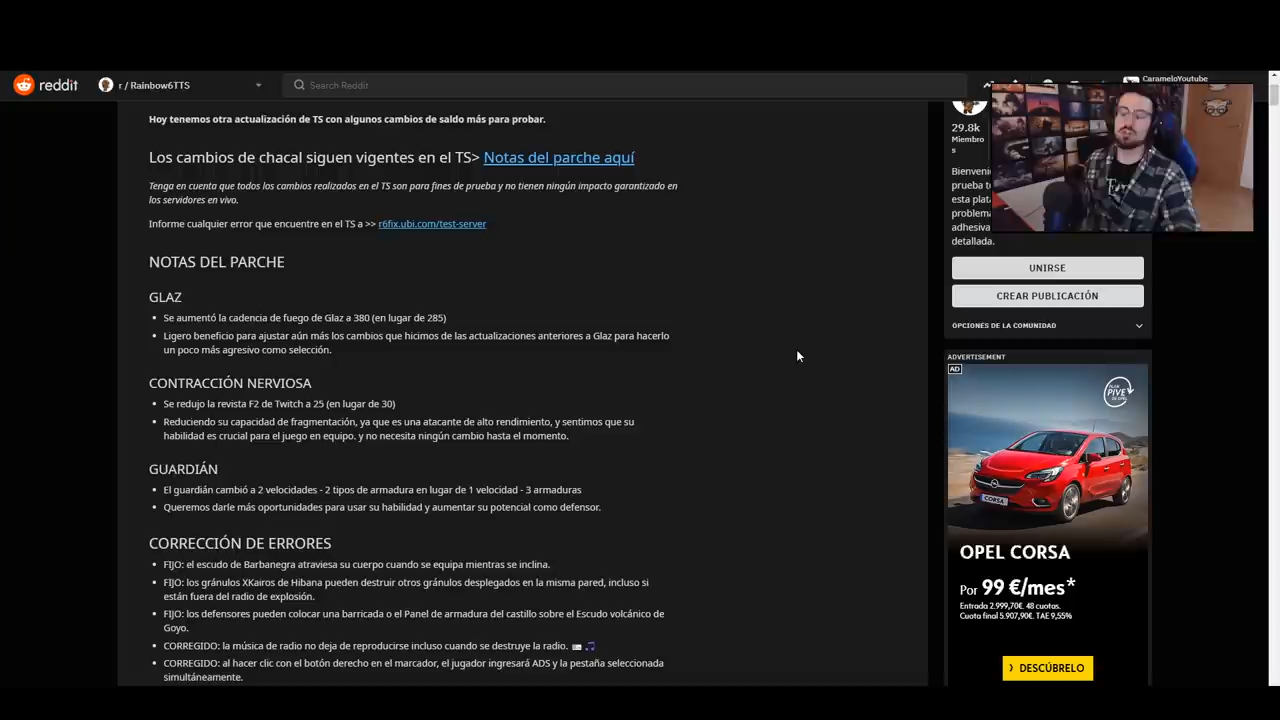 reddit
r / Rainbow6TTS
Search Reddit
CarameloYoutube
Hoy tenemos otra actualización de TS con algunos cambios de saldo más para probar.
Los cambios de chacal siguen vigentes en el TS> Notas del parche aquí
Tenga en cuenta que todos los cambios realizados en el TS son para fines de prueba y no tienen ningún impacto garantizado en
los servidores en vivo.
Informe cualquier error que encuentre en el TS a >> r6fix.ubi.com/test-server
NOTAS DEL PARCHE
GLAZ
Se aumentó la cadencia de fuego de Glaz a 380 (en lugar de 285)
Ligero beneficio para ajustar aún más los cambios que hicimos de las actualizaciones anteriores a Glaz para hacerlo
un poco más agresivo como selección.
CONTRACCIÓN NERVIOSA
Se redujo la revista F2 de Twitch a 25 (en lugar de 30)
Reduciendo su capacidad de fragmentación, ya que es una atacante de alto rendimiento, y sentimos que su
habilidad es crucial para el juego en equipo. y no necesita ningún cambio hasta el momento.
GUARDIÁN
El guardián cambió a 2 velocidades - 2 tipos de armadura en lugar de 1 velocidad - 3 armaduras
Queremos darle más oportunidades para usar su habilidad y aumentar su potencial como defensor.
CORRECCIÓN DE ERRORES
FIJO: el escudo de Barbanegra atraviesa su cuerpo cuando se equipa mientras se inclina.
FIJO: los gránulos XKairos de Hibana pueden destruir otros gránulos desplegados en la misma pared, incluso si
están fuera del radio de explosión.
FIJO: los defensores pueden colocar una barricada o el Panel de armadura del castillo sobre el Escudo volcánico de
Goyo.
CORREGIDO: la música de radio no deja de reproducirse incluso cuando se destruye la radio.
CORREGIDO: al hacer clic con el botón derecho en el marcador, el jugador ingresará ADS y la pestaña seleccionada
simultáneamente.
29.8k
Miembro
s
Bienveni
prueba t
esta plat
problema
adhesiva
detallada.
UNIRSE
CREAR PUBLICACIÓN
OPCIONES DE LA COMUNIDAD
ADVERTISEMENT
AD
PLAN
PIVE
DE OPEL
CORSA
OPEL CORSA
Por 99 €/mes*
Entrada 2.999,70€. 48 cuotas.
Cuota final 5.907,90€. TAE 9,55%
DESCÚBRELO